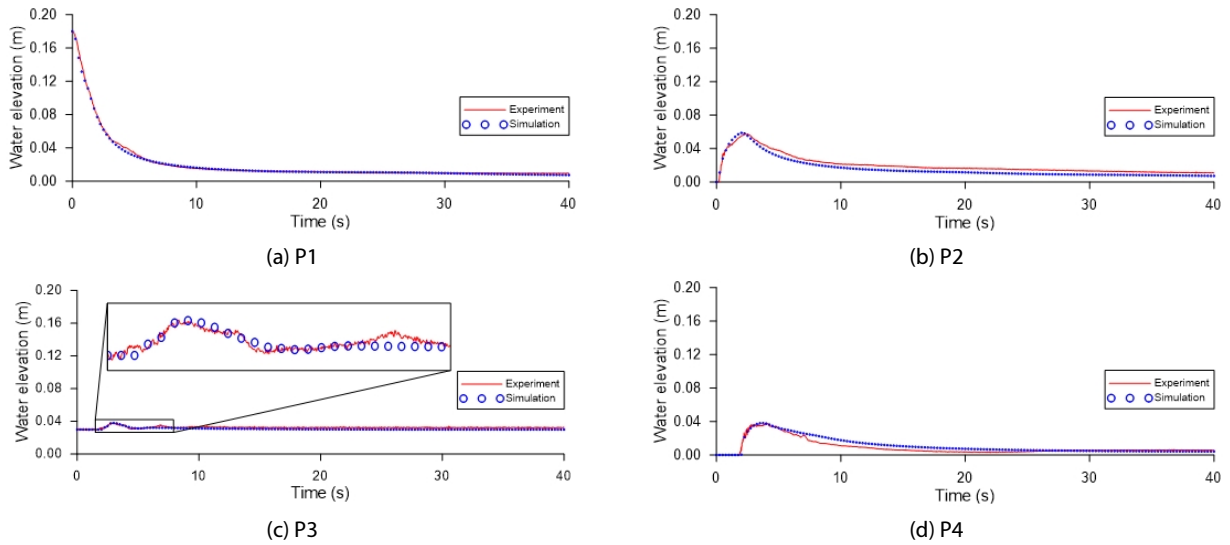 0.20
0.16
0.12
0.08
0.04
0.00
Water elevation (m)
Experiment
Simulation
0
10
20
30
40
Time (s)
(a) P1
0.20
0.16
0.12
0.08
0.04
0.00
Water elevation (m)
Experiment
Simulation
0
10
20
30
40
Time (s)
(b) P2
0.20
0.16
0.12
0.08
0.04
0.00
Water elevation (m)
Experiment
Simulation
0
10
20
30
40
Time (s)
(c) P3
0.20
0.16
0.12
0.08
0.04
0.00
Water elevation (m)
Experiment
Simulation
0
10
20
30
40
Time (s)
(d) P4